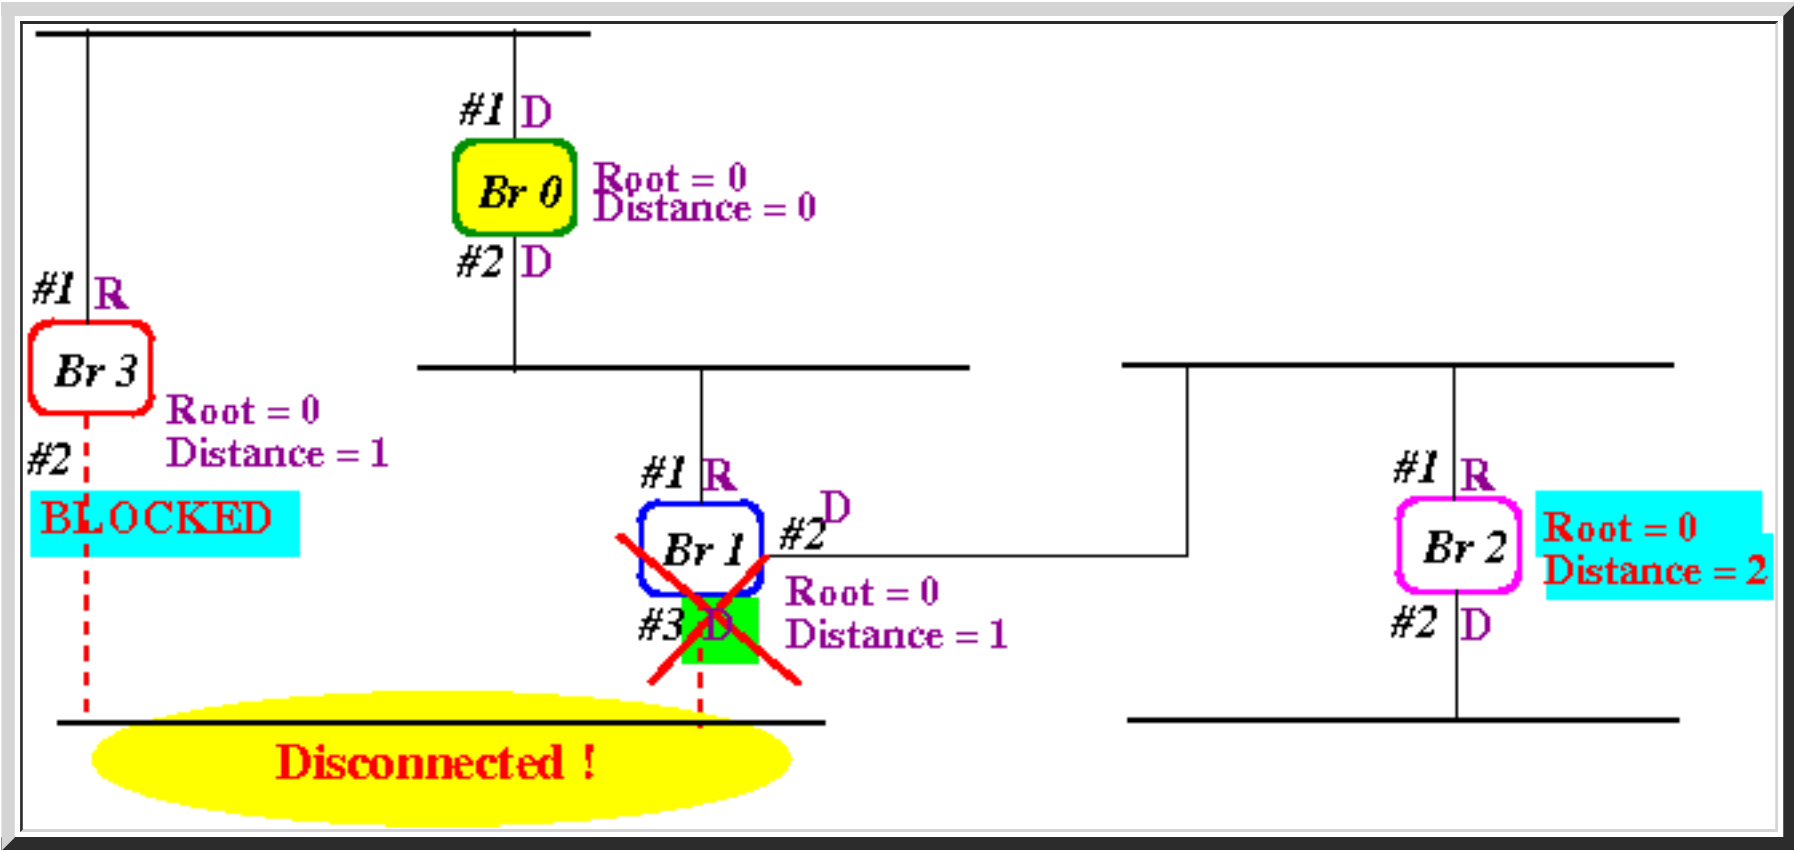 #1 D
Br 0
Root = 0
Distance = 0
#2 D
#1 R
Br 3
Root = 0
Distance = 1
#2
BLOCKED
#1 R
Br 1
#2 D
Root = 0
Distance = 1
#3 D
#1 R
Br 2
Root = 0
Distance = 2
#2 D
Disconnected !